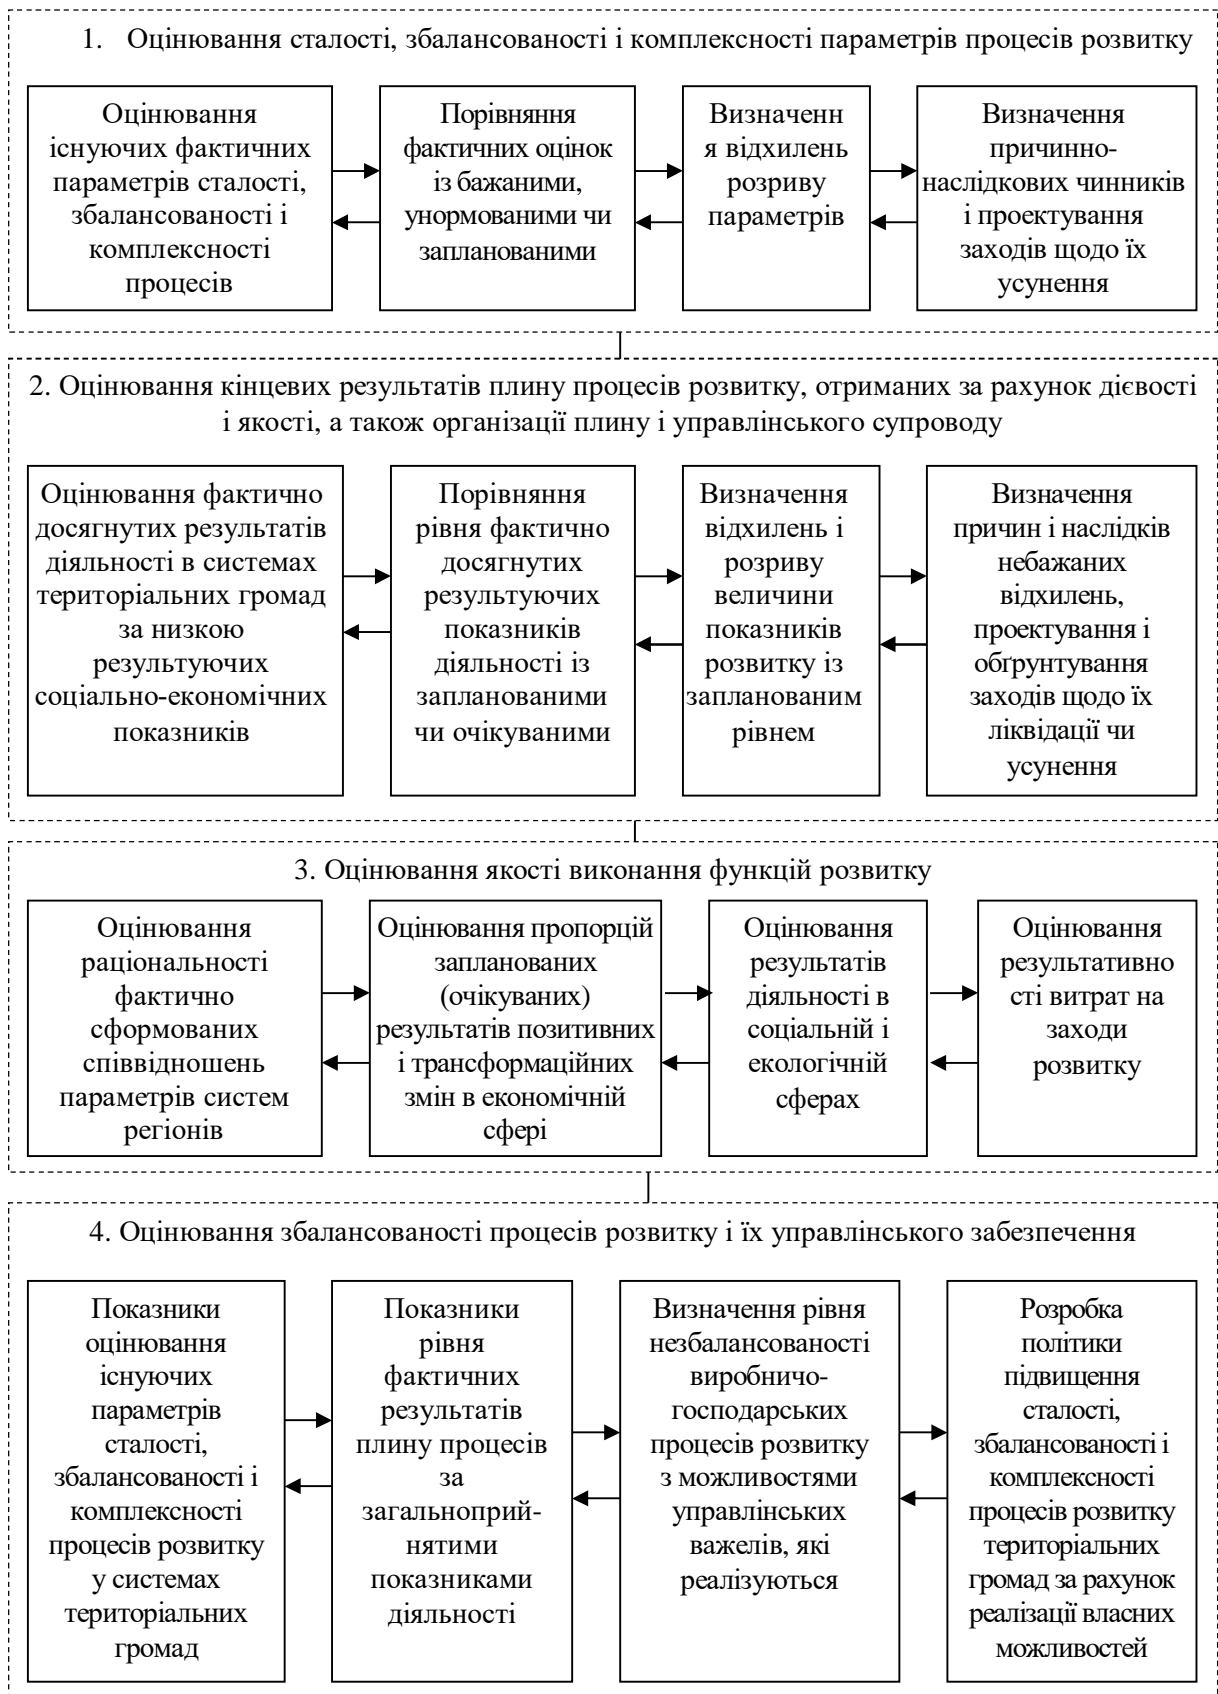 1. Оцінювання сталості, збалансованості і комплексності параметрів процесів розвитку
Оцінювання
існуючих фактичних
параметрів сталості,
збалансованості і
комплексності
процесів
Порівняння
фактичних оцінок
із бажаними,
унормованими чи
запланованими
Визначенн
я відхилень
розриву
параметрів
Визначення
причинно-
наслідкових чинників
і проектування
заходів щодо їх
усунення
2. Оцінювання кінцевих результатів плину процесів розвитку, отриманих за рахунок дієвості
і якості, а також організації плину і управлінського супроводу
Оцінювання фактично
досягнутих результатів
діяльності в системах
територіальних громад
за низкою
результуючих
соціально-економічних
показників
Порівняння
рівня фактично
досягнутих
результуючих
показників
діяльності із
запланованими
чи очікуваними
Визначення
відхилень і
розриву
величини
показників
розвитку із
запланованим
рівнем
Визначення
причин і наслідків
небажаних
відхилень,
проектування і
обґрунтування
заходів щодо їх
ліквідації чи
усунення
3. Оцінювання якості виконання функцій розвитку
Оцінювання
раціональності
фактично
сформованих
співвідношень
параметрів систем
регіонів
Оцінювання пропорцій
запланованих
(очікуваних)
результатів позитивних
і трансформаційних
змін в економічній
сфері
Оцінювання
результатів
діяльності в
соціальній і
екологічній
сферах
Оцінювання
результативно
сті витрат на
заходи
розвитку
4. Оцінювання збалансованості процесів розвитку і їх управлінського забезпечення
Показники
оцінювання
існуючих
параметрів
сталості,
збалансованості і
комплексності
процесів розвитку
у системах
територіальних
громад
Показники
рівня
фактичних
результатів
плину процесів
за
загальноприй-
нятими
показниками
діяльності
Визначення рівня
незбалансованості
виробничо-
господарських
процесів розвитку
з можливостями
управлінських
важелів, які
реалізуються
Розробка
політики
підвищення
сталості,
збалансованості і
комплексності
процесів розвитку
територіальних
громад за рахунок
реалізації власних
можливостей